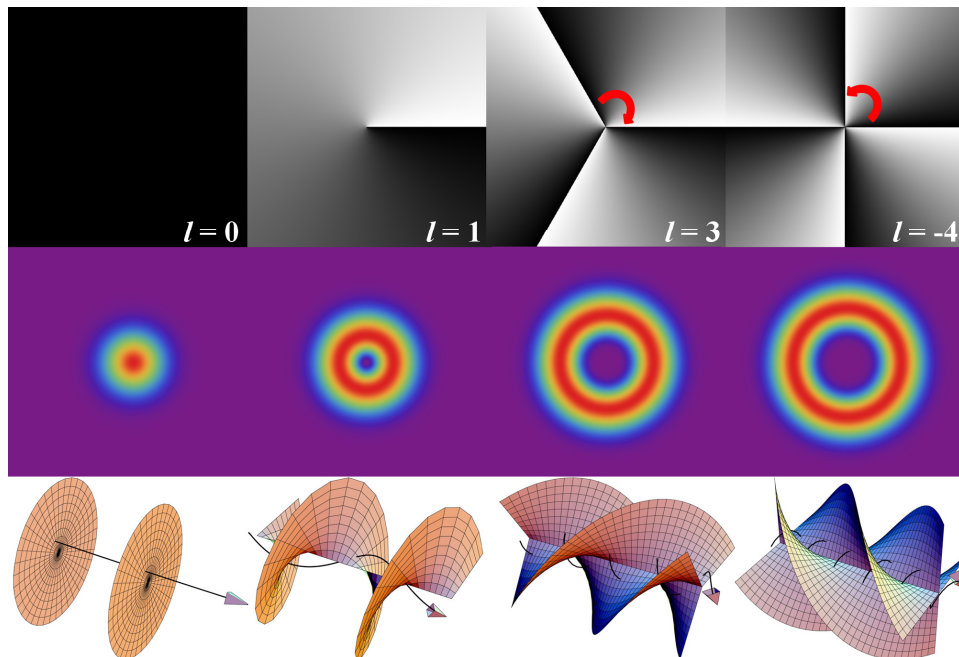 l = 0
l = 1
l = 3
l = -4